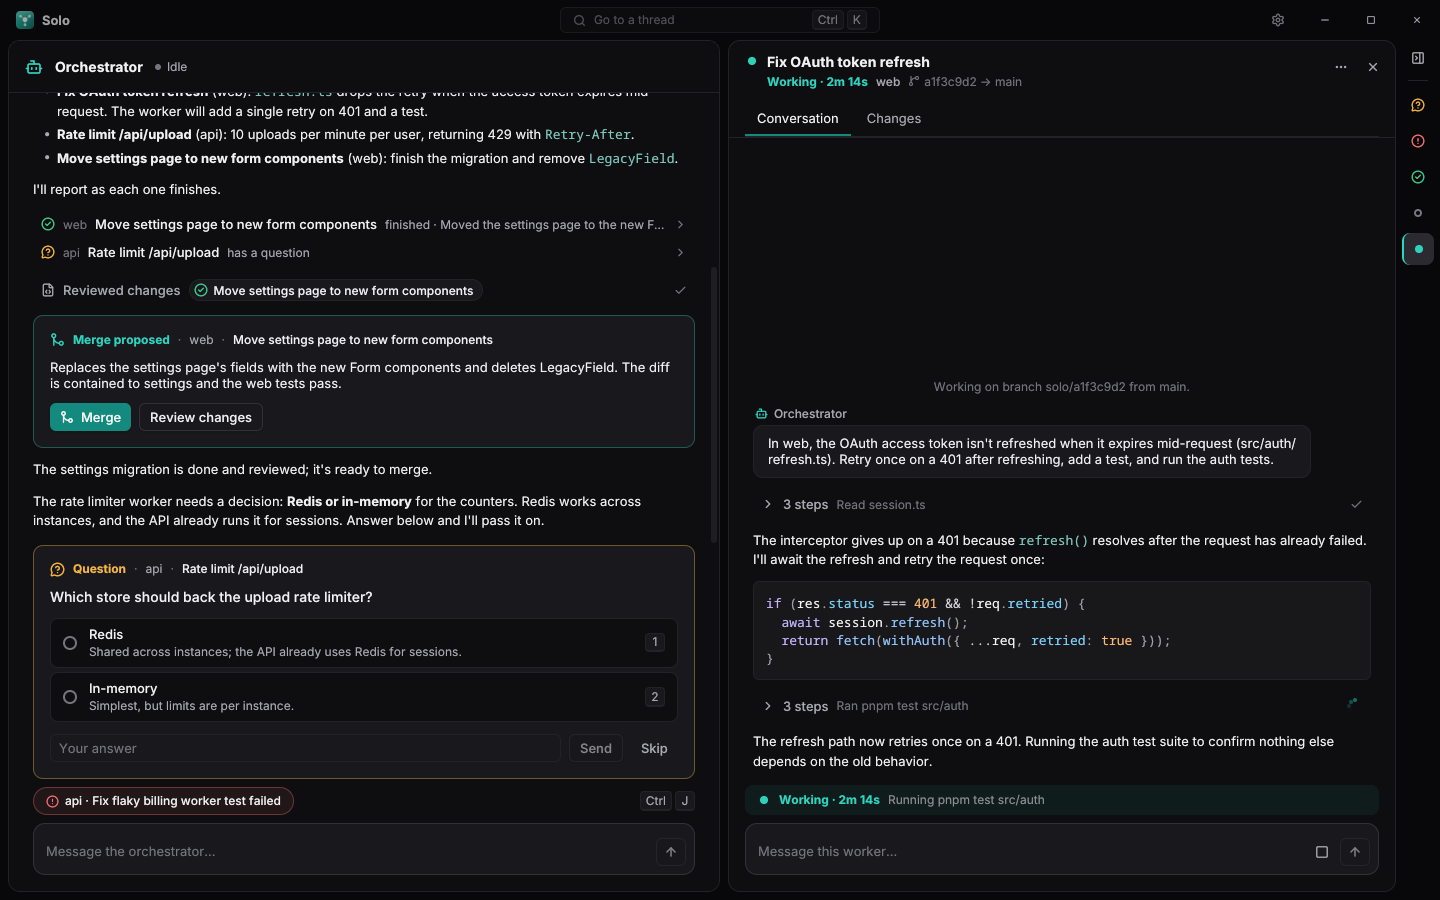 Solo
Go to a thread
Ctrl K
Orchestrator
Idle
Fix OAuth token refresh (web): refresh.ts drops the retry when the access token expires mid
request. The worker will add a single retry on 401 and a test.
Rate limit /api/upload (api): 10 uploads per minute per user, returning 429 with Retry-After.
Move settings page to new form components (web): finish the migration and remove LegacyField.
I'll report as each one finishes.
web Move settings page to new form components finished · Moved the settings page to the new F...
api Rate limit /api/upload has a question
Reviewed changes Move settings page to new form components
Merge proposed · web · Move settings page to new form components
Replaces the settings page's fields with the new Form components and deletes LegacyField. The diff
is contained to settings and the web tests pass.
Merge Review changes
The settings migration is done and reviewed; it's ready to merge.
The rate limiter worker needs a decision: Redis or in-memory for the counters. Redis works across
instances, and the API already runs it for sessions. Answer below and I'll pass it on.
Question · api · Rate limit /api/upload
Which store should back the upload rate limiter?
Redis
Shared across instances; the API already uses Redis for sessions.
1
In-memory
Simplest, but limits are per instance.
2
Your answer
Send
Skip
api · Fix flaky billing worker test failed
Ctrl J
Message the orchestrator...
Fix OAuth token refresh
Working · 2m 14s web a1f3c9d2 → main
Conversation
Changes
Working on branch solo/a1f3c9d2 from main.
Orchestrator
In web, the OAuth access token isn't refreshed when it expires mid-request (src/auth/
refresh.ts). Retry once on a 401 after refreshing, add a test, and run the auth tests.
3 steps Read session.ts
The interceptor gives up on a 401 because refresh() resolves after the request has already failed.
I'll await the refresh and retry the request once:
if (res.status === 401 && !req.retried) {
  await session.refresh();
  return fetch(withAuth({ ...req, retried: true }));
}
3 steps Ran pnpm test src/auth
The refresh path now retries once on a 401. Running the auth test suite to confirm nothing else
depends on the old behavior.
Working · 2m 14s Running pnpm test src/auth
Message this worker...